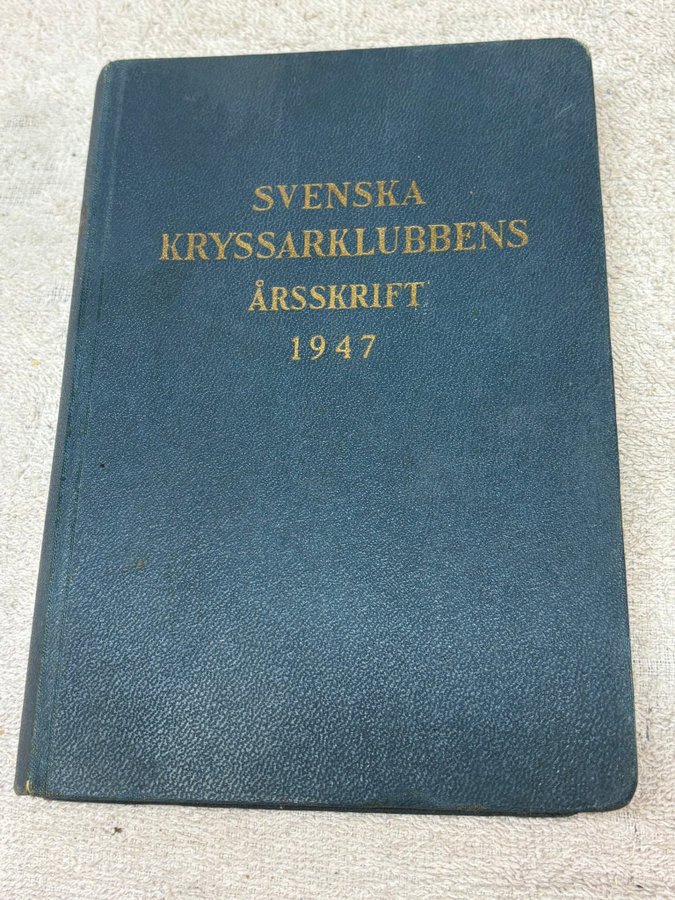 SVENSKA
KRYSSARKLUBBENS
ÅRSSKRIFT
1947